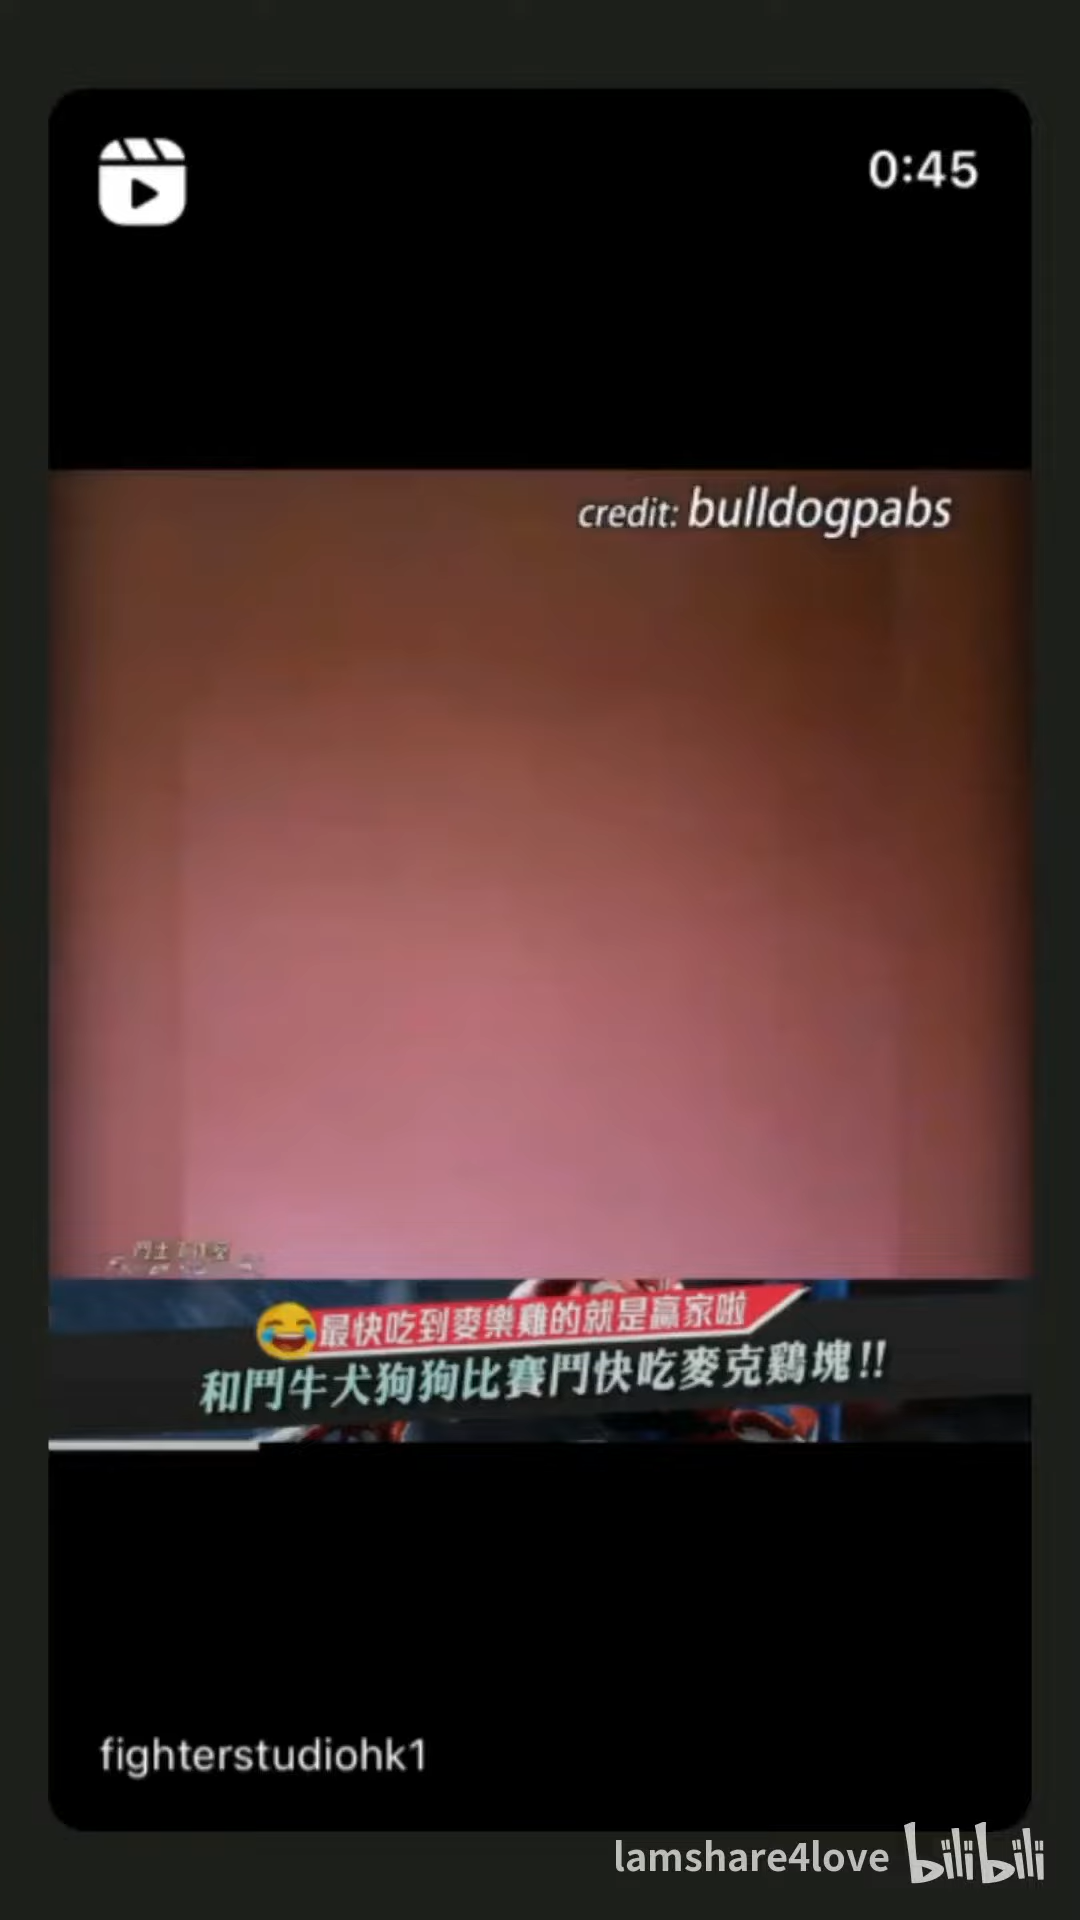 0:45
credit: bulldogpabs
最快吃到麥樂雞的就是贏家啦
和鬥牛犬狗狗比賽鬥快吃麥克鷄塊!!
fighterstudiohk1
lamshare4love bilibili